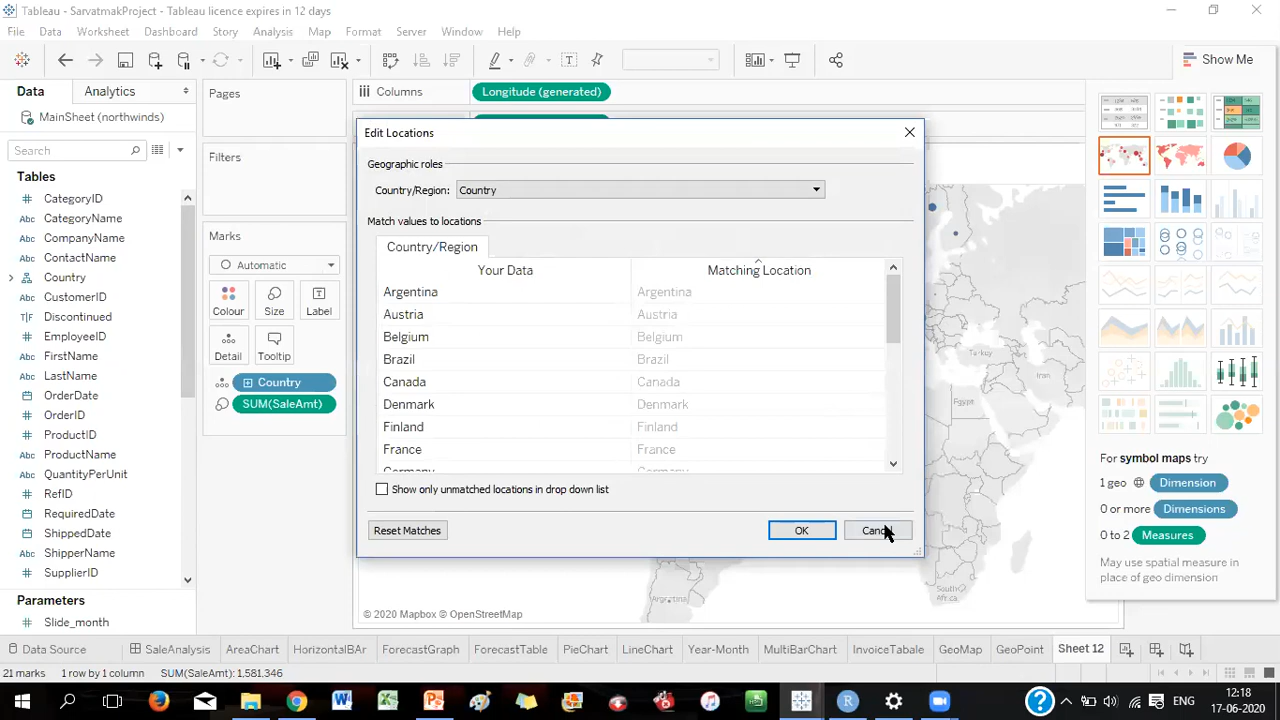 Tableau - SarvatmakProject - Tableau licence expires in 12 days
File Data Worksheet Dashboard Story Analysis Map Format Server Window Help
Show Me
Data Analytics
MainSheet (northwinds)
Search
Tables
CategoryID
CategoryName
CompanyName
ContactName
Country
CustomerID
Discontinued
EmployeeID
FirstName
LastName
OrderDate
OrderID
ProductID
ProductName
QuantityPerUnit
RefID
RequiredDate
ShippedDate
ShipperName
SupplierID
Parameters
Slide_month
Pages
Filters
Marks
Automatic
Colour Size Label
Detail Tooltip
Country
SUM(SaleAmt)
Columns
Longitude (generated)
Edit Locations
Geographic roles
Country/Region: Country
Match values to locations
Country/Region
Your Data Matching Location
Argentina Argentina
Austria Austria
Belgium Belgium
Brazil Brazil
Canada Canada
Denmark Denmark
Finland Finland
France France
Germany Germany
Show only unmatched locations in drop down list
Reset Matches OK
Turkey
Iran
Egypt
South Africa
Argentina
© 2020 Mapbox © OpenStreetMap
For symbol maps try
1 geo Dimension
0 or more Dimensions
0 to 2 Measures
May use spatial measure in
place of geo dimension
Data Source SaleAnalysis AreaChart HorizontalBAr ForecastGraph ForecastTable PieChart LineChart Year-Month MultiBarChart InvoiceTabale GeoMap GeoPoint Sheet 12
21 marks 1 row by 1 column SUM(SaleAmt): 1,581,346
ENG
12:18
17-06-2020